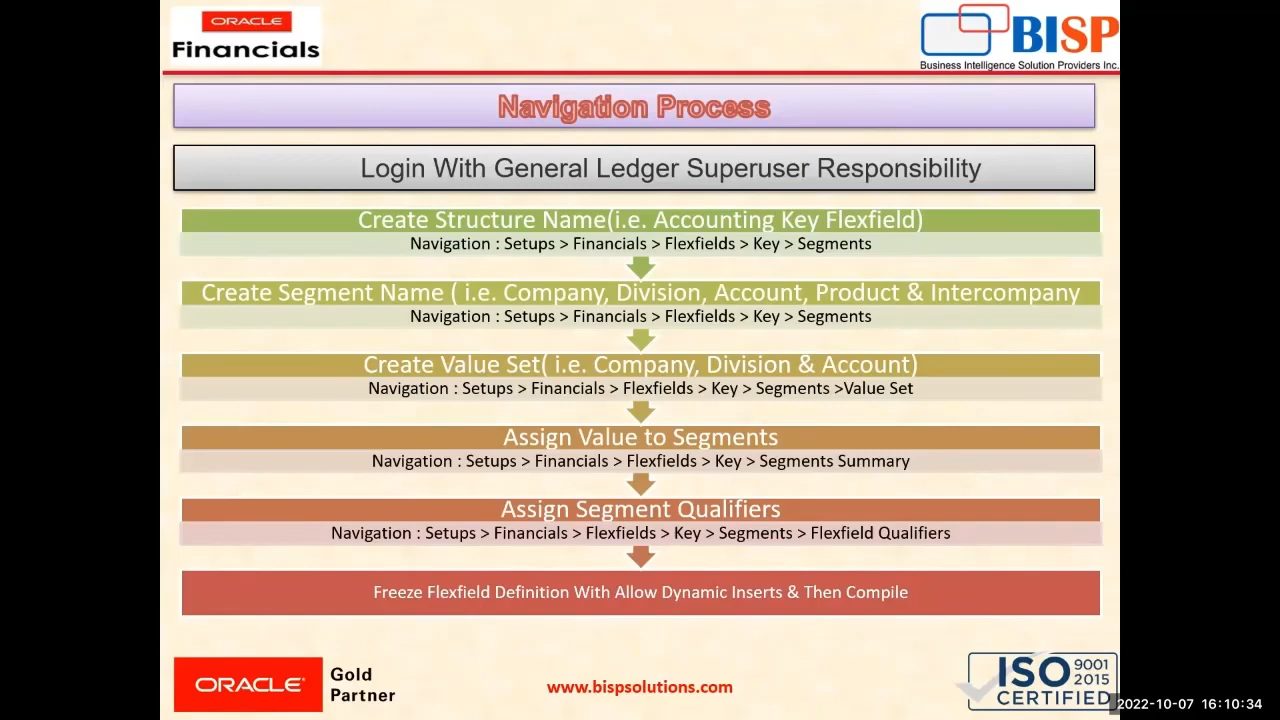 ORACLE
Financials
BISP
Business Intelligence Solution Providers Inc.
Navigation Process
Login With General Ledger Superuser Responsibility
Create Structure Name(i.e. Accounting Key Flexfield)
Navigation : Setups > Financials > Flexfields > Key > Segments
Create Segment Name ( i.e. Company, Division, Account, Product & Intercompany
Navigation : Setups > Financials > Flexfields > Key > Segments
Create Value Set( i.e. Company, Division & Account)
Navigation : Setups > Financials > Flexfields > Key > Segments >Value Set
Assign Value to Segments
Navigation : Setups > Financials > Flexfields > Key > Segments Summary
Assign Segment Qualifiers
Navigation : Setups > Financials > Flexfields > Key > Segments > Flexfield Qualifiers
Freeze Flexfield Definition With Allow Dynamic Inserts & Then Compile
ORACLE
Gold
Partner
www.bispsolutions.com
ISO 9001
2015
CERTIFIED
2022-10-07 16:10:34